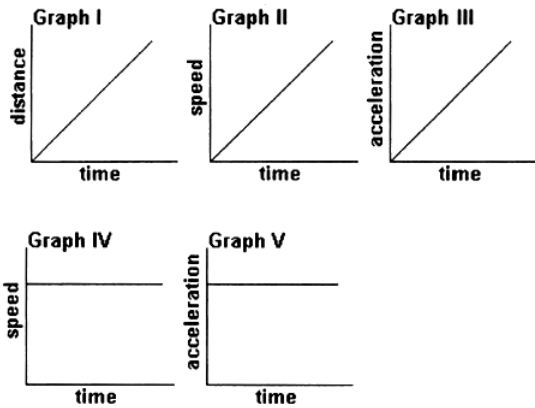 Graph I
distance
time
Graph II
speed
time
Graph III
acceleration
time
Graph IV
speed
time
Graph V
acceleration
time